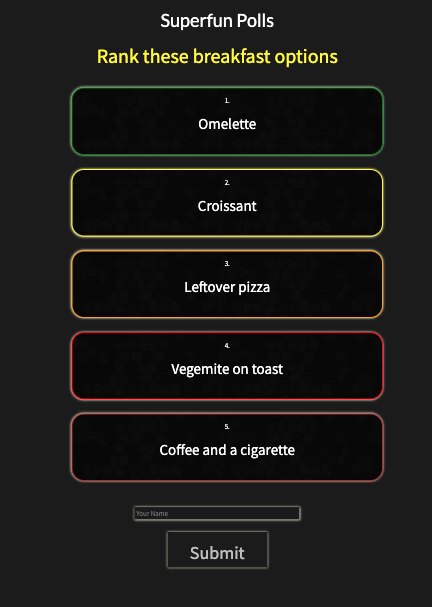 Superfun Polls
Rank these breakfast options
1.
Omelette
2.
Croissant
3.
Leftover pizza
4.
Vegemite on toast
5.
Coffee and a cigarette
Your Name
Submit